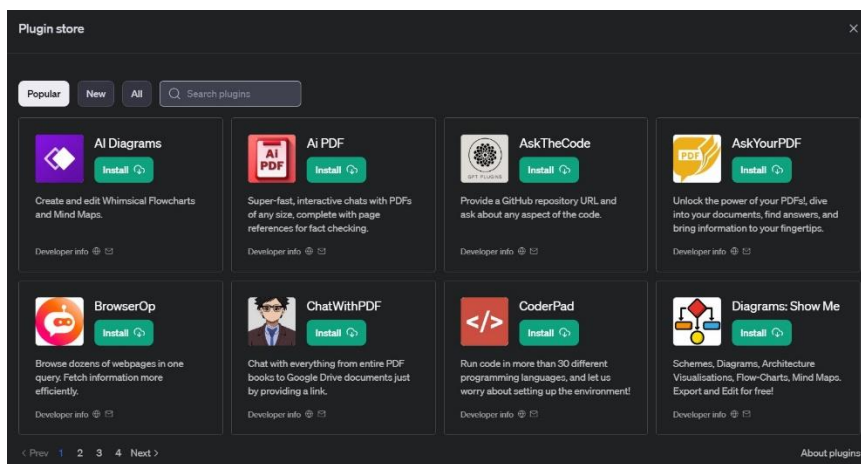 Plugin store
Popular New All Search plugins
AI Diagrams
Install
Create and edit Whimsical Flowcharts
and Mind Maps.
Developer info
Ai PDF
Ai PDF
Install
Super-fast, interactive chats with PDFs
of any size, complete with page
references for fact checking.
Developer info
GPT PLUGINS
AskTheCode
Install
Provide a GitHub repository URL and
ask about any aspect of the code.
Developer info
PDF
AskYourPDF
Install
Unlock the power of your PDFs!, dive
into your documents, find answers, and
bring information to your fingertips.
Developer info
BrowserOp
Install
Browse dozens of webpages in one
query. Fetch information more
efficiently.
Developer info
ChatWithPDF
Install
Chat with everything from entire PDF
books to Google Drive documents just
by providing a link.
Developer info
</>
CoderPad
Install
Run code in more than 30 different
programming languages, and let us
worry about setting up the environment!
Developer info
Diagrams: Show Me
Install
Schemes, Diagrams, Architecture
Visualisations, Flow-Charts, Mind Maps.
Export and Edit for free!
Developer info
< Prev 1 2 3 4 Next >
About plugins